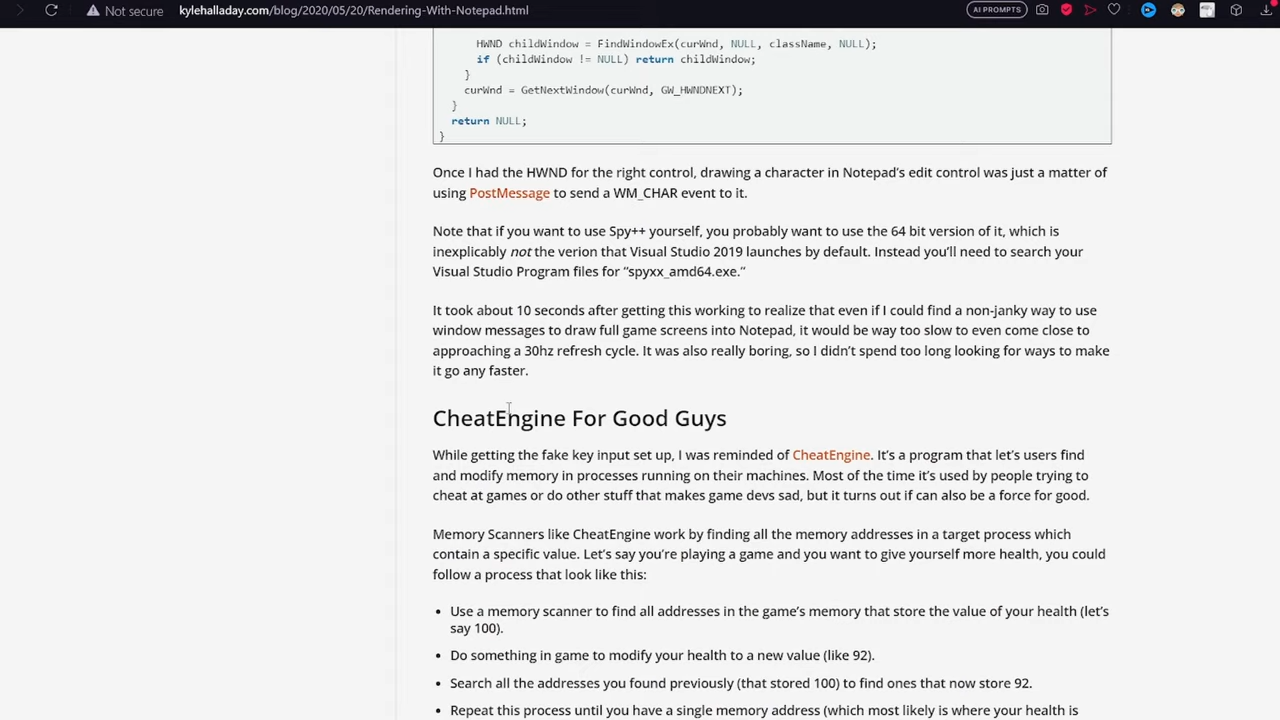 Not secure
kylehalladay.com/blog/2020/05/20/Rendering-With-Notepad.html
AI PROMPTS
HWND childWindow = FindWindowEx(curWnd, NULL, className, NULL);
if (childWindow != NULL) return childWindow;
}
curWnd = GetNextWindow(curWnd, GW_HWNDNEXT);
}
return NULL;
}
Once I had the HWND for the right control, drawing a character in Notepad's edit control was just a matter of
using PostMessage to send a WM_CHAR event to it.
Note that if you want to use Spy++ yourself, you probably want to use the 64 bit version of it, which is
inexplicably not the verion that Visual Studio 2019 launches by default. Instead you'll need to search your
Visual Studio Program files for "spyxx_amd64.exe."
It took about 10 seconds after getting this working to realize that even if I could find a non-janky way to use
window messages to draw full game screens into Notepad, it would be way too slow to even come close to
approaching a 30hz refresh cycle. It was also really boring, so I didn't spend too long looking for ways to make
it go any faster.
CheatEngine For Good Guys
While getting the fake key input set up, I was reminded of CheatEngine. It's a program that let's users find
and modify memory in processes running on their machines. Most of the time it's used by people trying to
cheat at games or do other stuff that makes game devs sad, but it turns out if can also be a force for good.
Memory Scanners like CheatEngine work by finding all the memory addresses in a target process which
contain a specific value. Let's say you're playing a game and you want to give yourself more health, you could
follow a process that look like this:
• Use a memory scanner to find all addresses in the game's memory that store the value of your health (let's
say 100).
• Do something in game to modify your health to a new value (like 92).
• Search all the addresses you found previously (that stored 100) to find ones that now store 92.
• Repeat this process until you have a single memory address (which most likely is where your health is